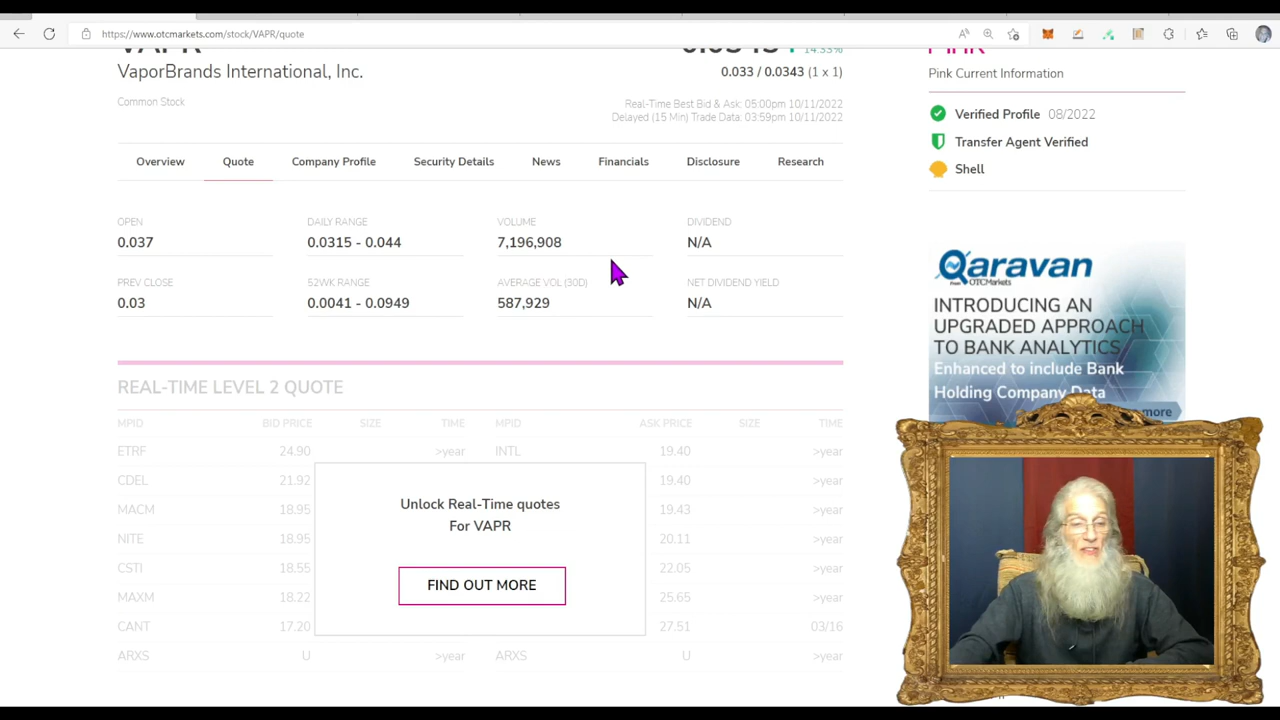 https://www.otcmarkets.com/stock/VAPR/quote
VAPR
14.33%
VaporBrands International, Inc.
0.033 / 0.0343 (1 x 1)
Common Stock
Real-Time Best Bid & Ask: 05:00pm 10/11/2022
Delayed (15 Min) Trade Data: 03:59pm 10/11/2022
Overview Quote Company Profile Security Details News Financials Disclosure Research
OPEN DAILY RANGE VOLUME DIVIDEND
0.037 0.0315 - 0.044 7,196,908 N/A
PREV CLOSE 52WK RANGE AVERAGE VOL (30D) NET DIVIDEND YIELD
0.03 0.0041 - 0.0949 587,929 N/A
REAL-TIME LEVEL 2 QUOTE
MPID BID PRICE SIZE TIME MPID ASK PRICE SIZE TIME
ETRF 24.90 >year INTL 19.40 >year
CDEL 21.92 19.40 >year
MACM 18.95 19.43 >year
NITE 18.95 20.11 >year
CSTI 18.55 22.05 >year
MAXM 18.22 25.65 >year
CANT 17.20 27.51 03/16
ARXS U >year ARXS U >year
Unlock Real-Time quotes
For VAPR
FIND OUT MORE
PINK
Pink Current Information
Verified Profile 08/2022
Transfer Agent Verified
Shell
Qaravan
From OTCMarkets
INTRODUCING AN
UPGRADED APPROACH
TO BANK ANALYTICS
Enhanced to include Bank
Holding Company Data
more